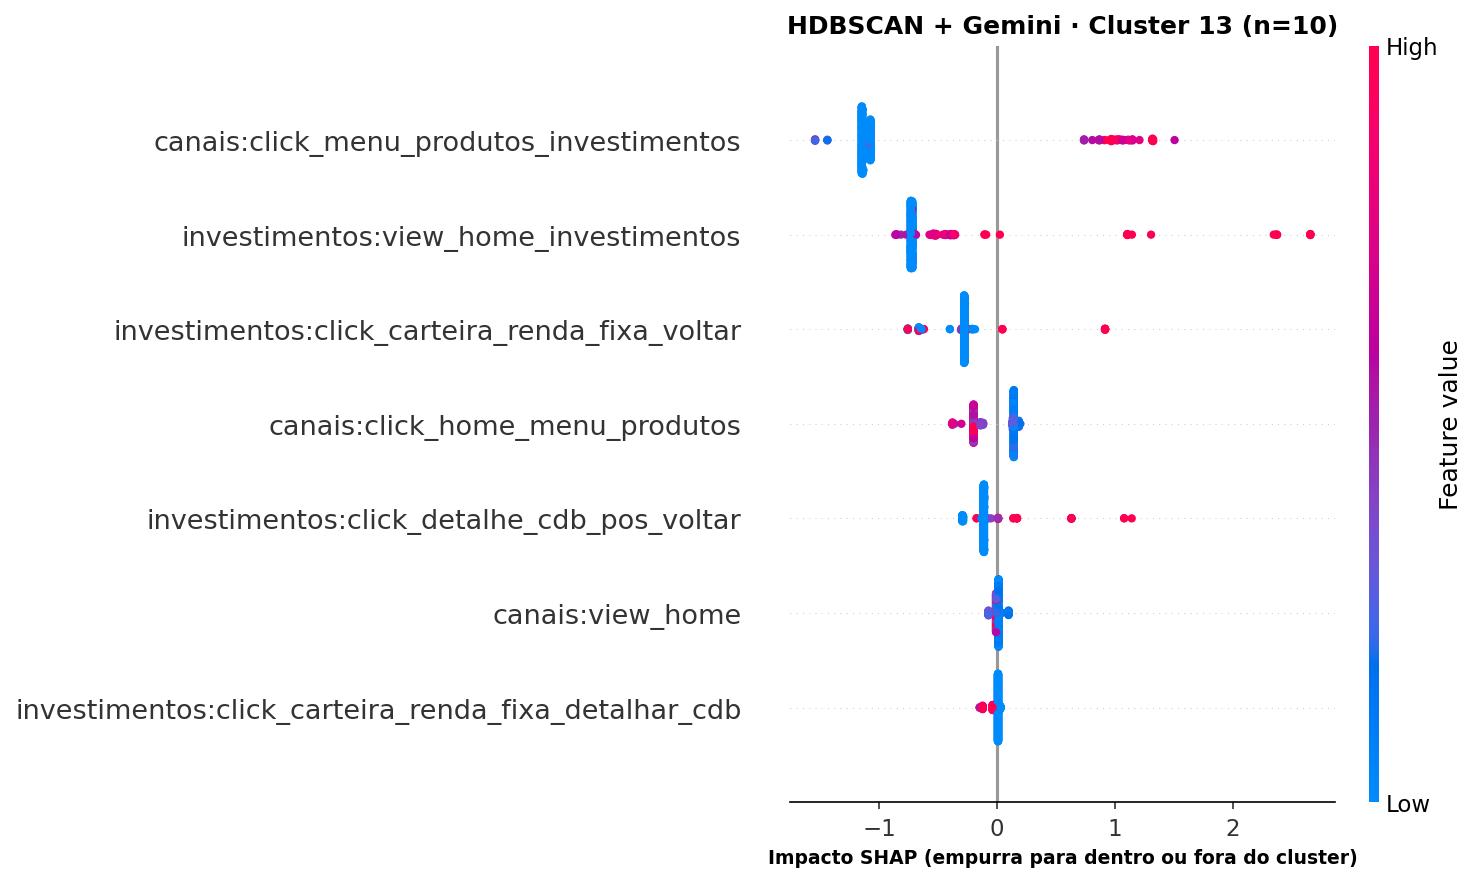 HDBSCAN + Gemini · Cluster 13 (n=10)
High
canais:click_menu_produtos_investimentos
investimentos:view_home_investimentos
investimentos:click_carteira_renda_fixa_voltar
canais:click_home_menu_produtos
investimentos:click_detalhe_cdb_pos_voltar
canais:view_home
investimentos:click_carteira_renda_fixa_detalhar_cdb
Feature value
Low
−1 0 1 2
Impacto SHAP (empurra para dentro ou fora do cluster)